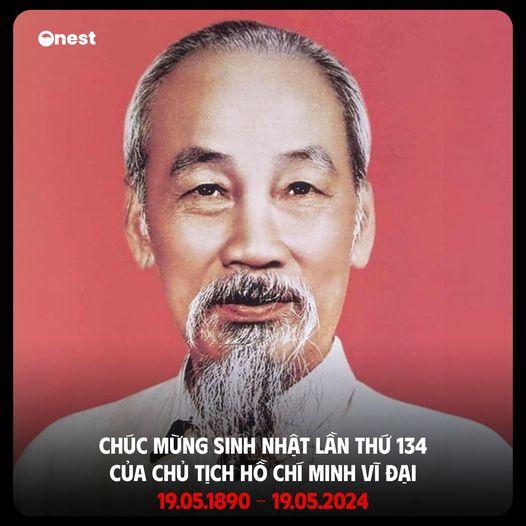 Onest
CHÚC MỪNG SINH NHẬT LẦN THỨ 134
CỦA CHỦ TỊCH HỒ CHÍ MINH VĨ ĐẠI
19.05.1890 - 19.05.2024